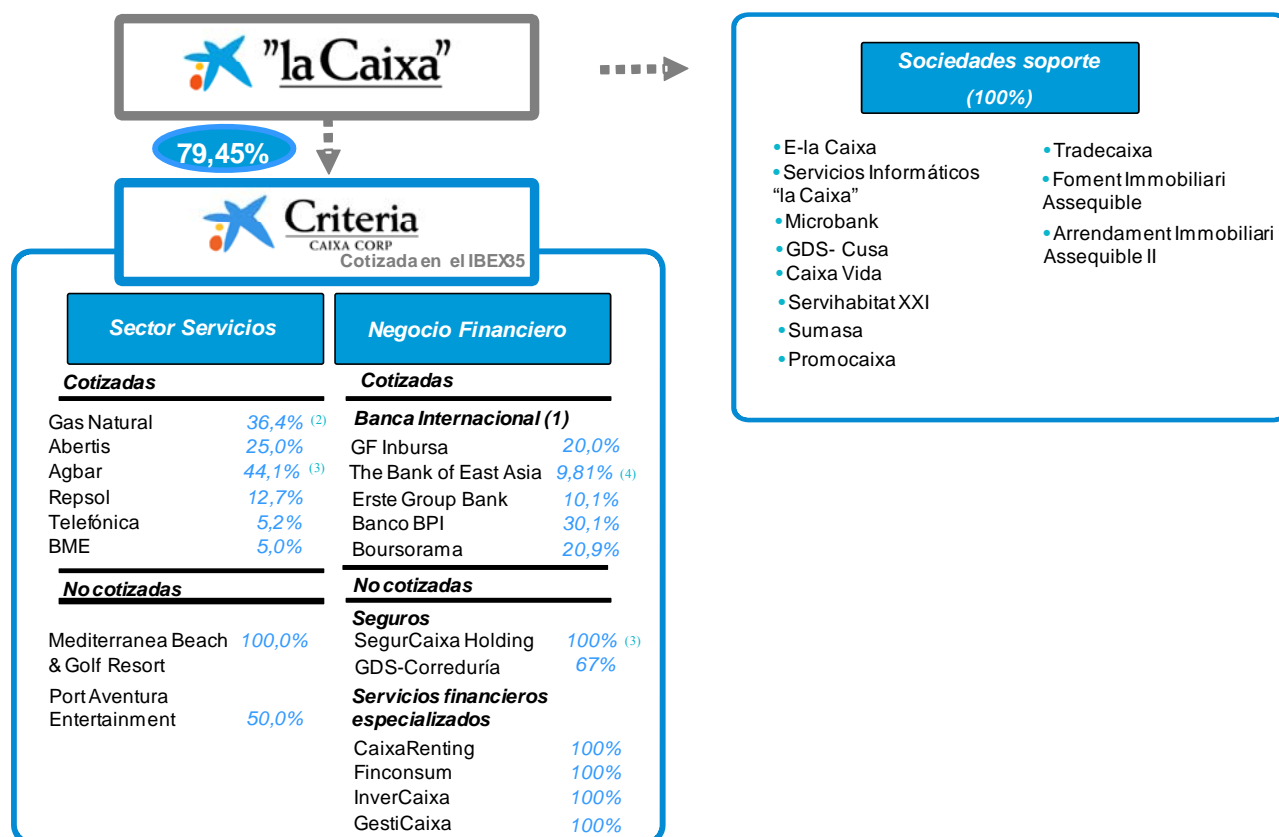 "la Caixa"
79,45%
Criteria
CAIXA CORP
Cotizada en el IBEX35
Sector Servicios
Cotizadas
Gas Natural 36,4% (2)
Abertis 25,0%
Agbar 44,1% (3)
Repsol 12,7%
Telefónica 5,2%
BME 5,0%
No cotizadas
Mediterranea Beach 100,0%
& Golf Resort
Port Aventura
Entertainment 50,0%
Negocio Financiero
Cotizadas
Banca Internacional (1)
GF Inbursa 20,0%
The Bank of East Asia 9,81% (4)
Erste Group Bank 10,1%
Banco BPI 30,1%
Boursorama 20,9%
No cotizadas
Seguros
SegurCaixa Holding 100% (3)
GDS-Correduría 67%
Servicios financieros
especializados
CaixaRenting 100%
Finconsum 100%
InverCaixa 100%
GestiCaixa 100%
Sociedades soporte
(100%)
• E-la Caixa
• Servicios Informáticos
"la Caixa"
• Microbank
• GDS- Cusa
• Caixa Vida
• Servihabitat XXI
• Sumasa
• Promocaixa
• Tradecaixa
• Foment Immobiliari
Assequible
• Arrendament Immobiliari
Assequible II